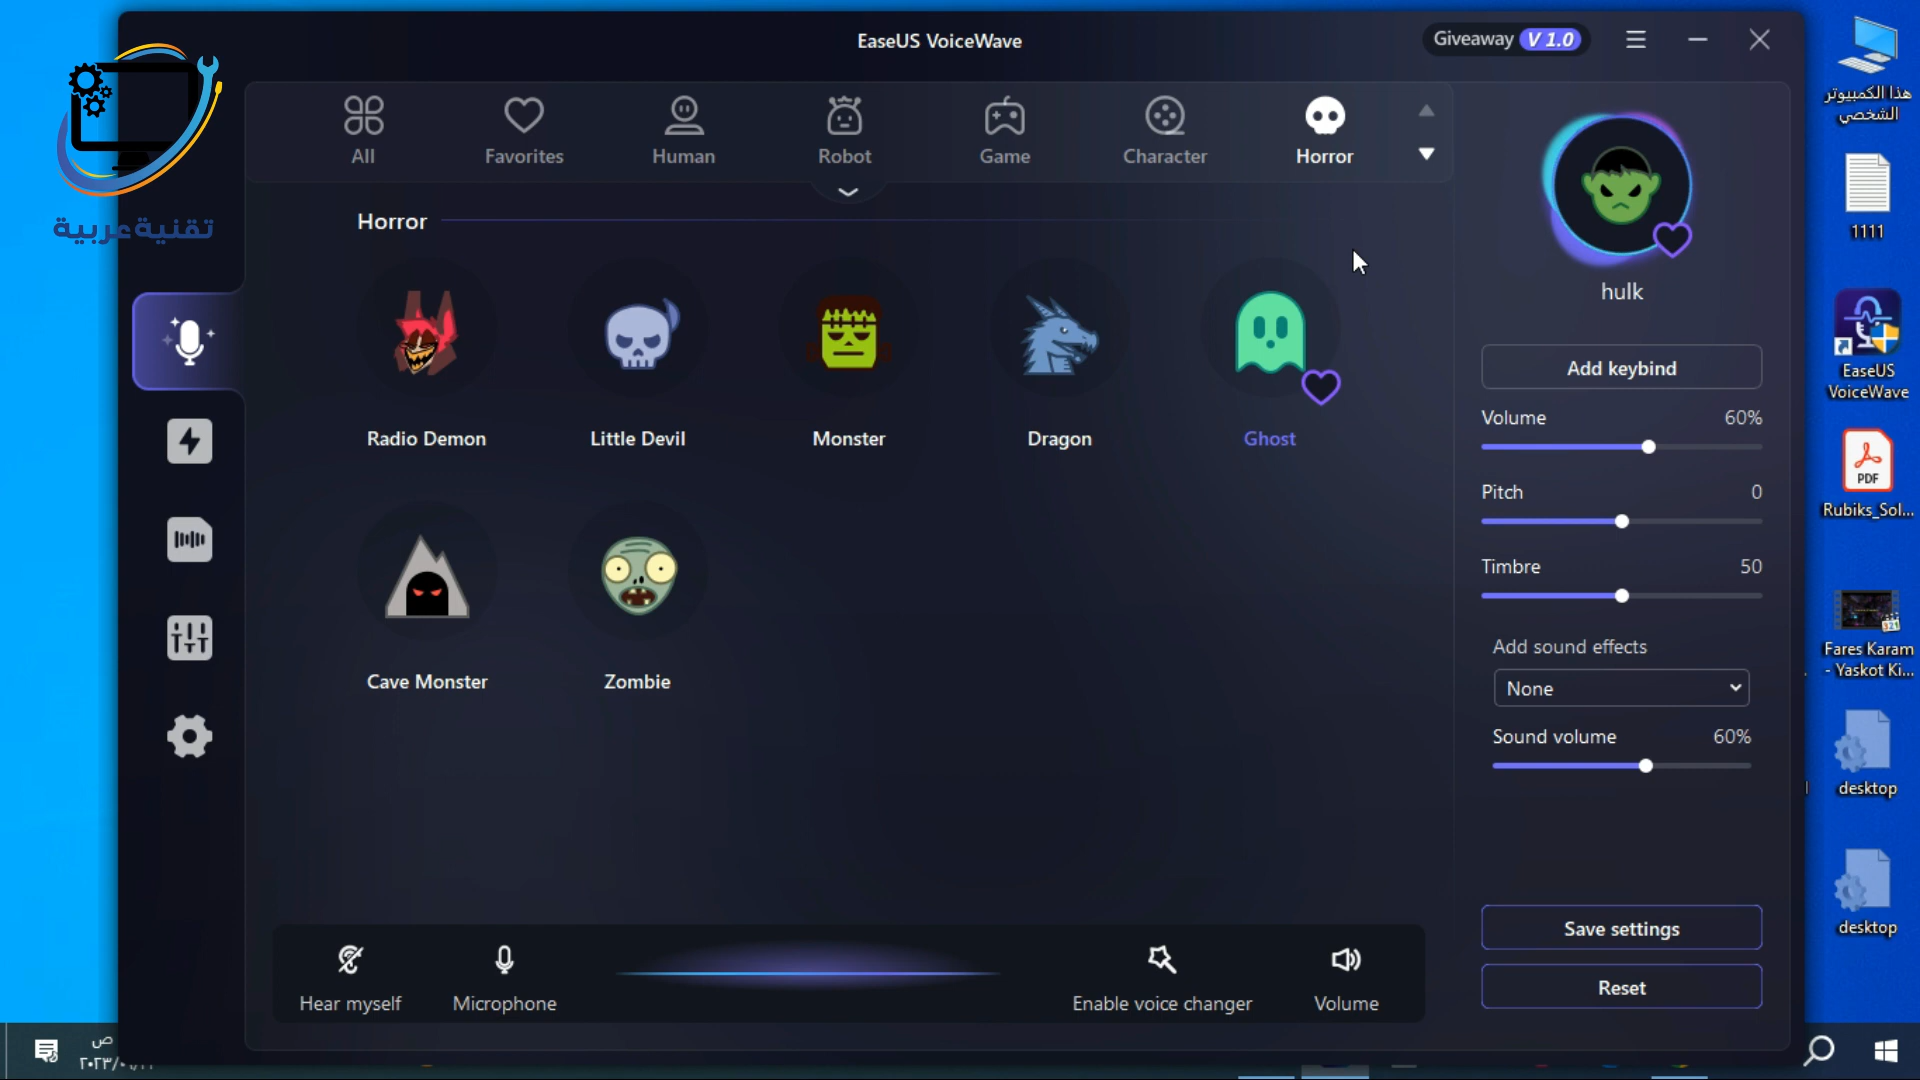 EaseUS VoiceWave
Giveaway V 1.0
All
Favorites
Human
Robot
Game
Character
Horror
تقنية عربية
Horror
Radio Demon
Little Devil
Monster
Dragon
Ghost
Cave Monster
Zombie
hulk
Add keybind
Volume 60%
Pitch 0
Timbre 50
Add sound effects
None
Sound volume 60%
Save settings
Reset
Hear myself
Microphone
Enable voice changer
Volume
هذا الكمبيوتر
الشخصي
1111
EaseUS
VoiceWave
PDF
Rubiks_Sol...
321
Fares Karam
- Yaskot Ki...
desktop
desktop
ص